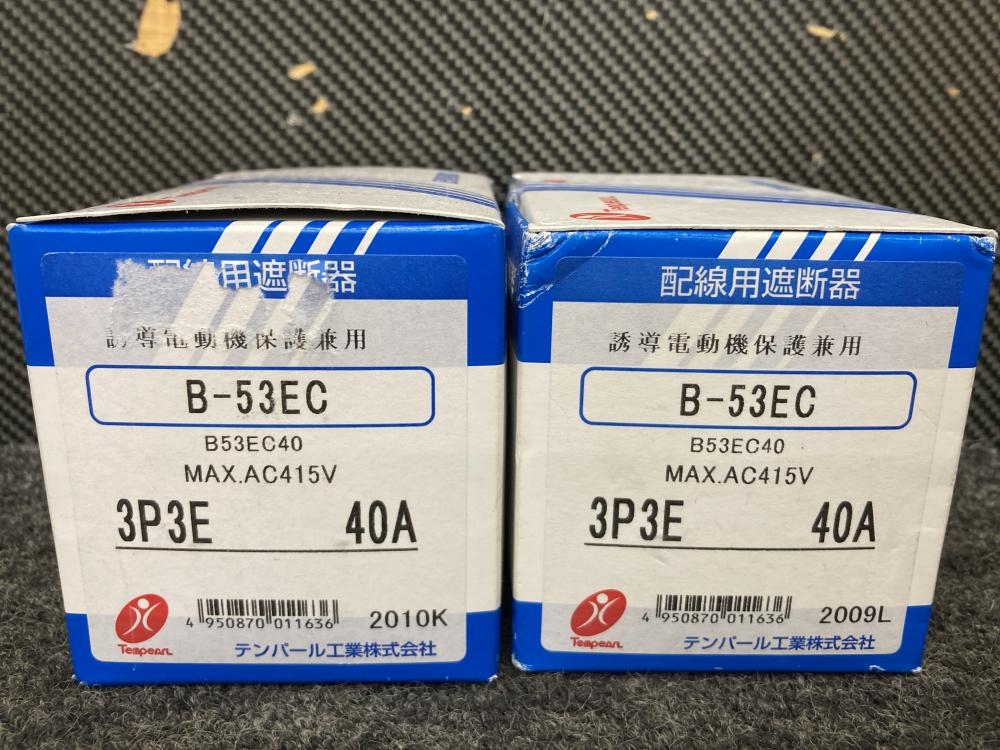 配線用遮断器
誘導電動機保護兼用
B-53EC
B53EC40
MAX.AC415V
3P3E 40A
4 950870 011636
2010K
TEMPEARL
テンパール工業株式会社
配線用遮断器
誘導電動機保護兼用
B-53EC
B53EC40
MAX.AC415V
3P3E 40A
4 950870 011636
2009L
TEMPEARL
テンパール工業株式会社